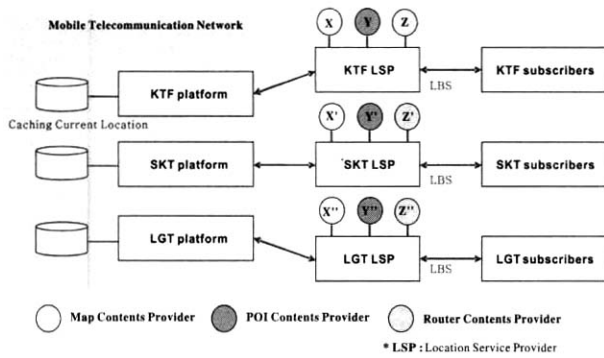 Mobile Telecommunication Network
X Y Z
KTF platform
KTF LSP
KTF subscribers
LBS
Caching Current Location
X' Y' Z'
SKT platform
SKT LSP
SKT subscribers
LBS
X'' Y'' Z''
LGT platform
LGT LSP
LGT subscribers
LBS
Map Contents Provider
POI Contents Provider
Router Contents Provider
* LSP : Location Service Provider